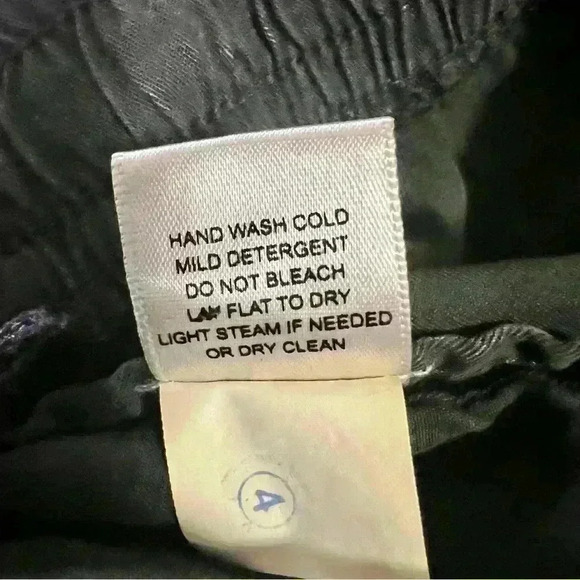 HAND WASH COLD
MILD DETERGENT
DO NOT BLEACH
LAY FLAT TO DRY
LIGHT STEAM IF NEEDED
OR DRY CLEAN
4